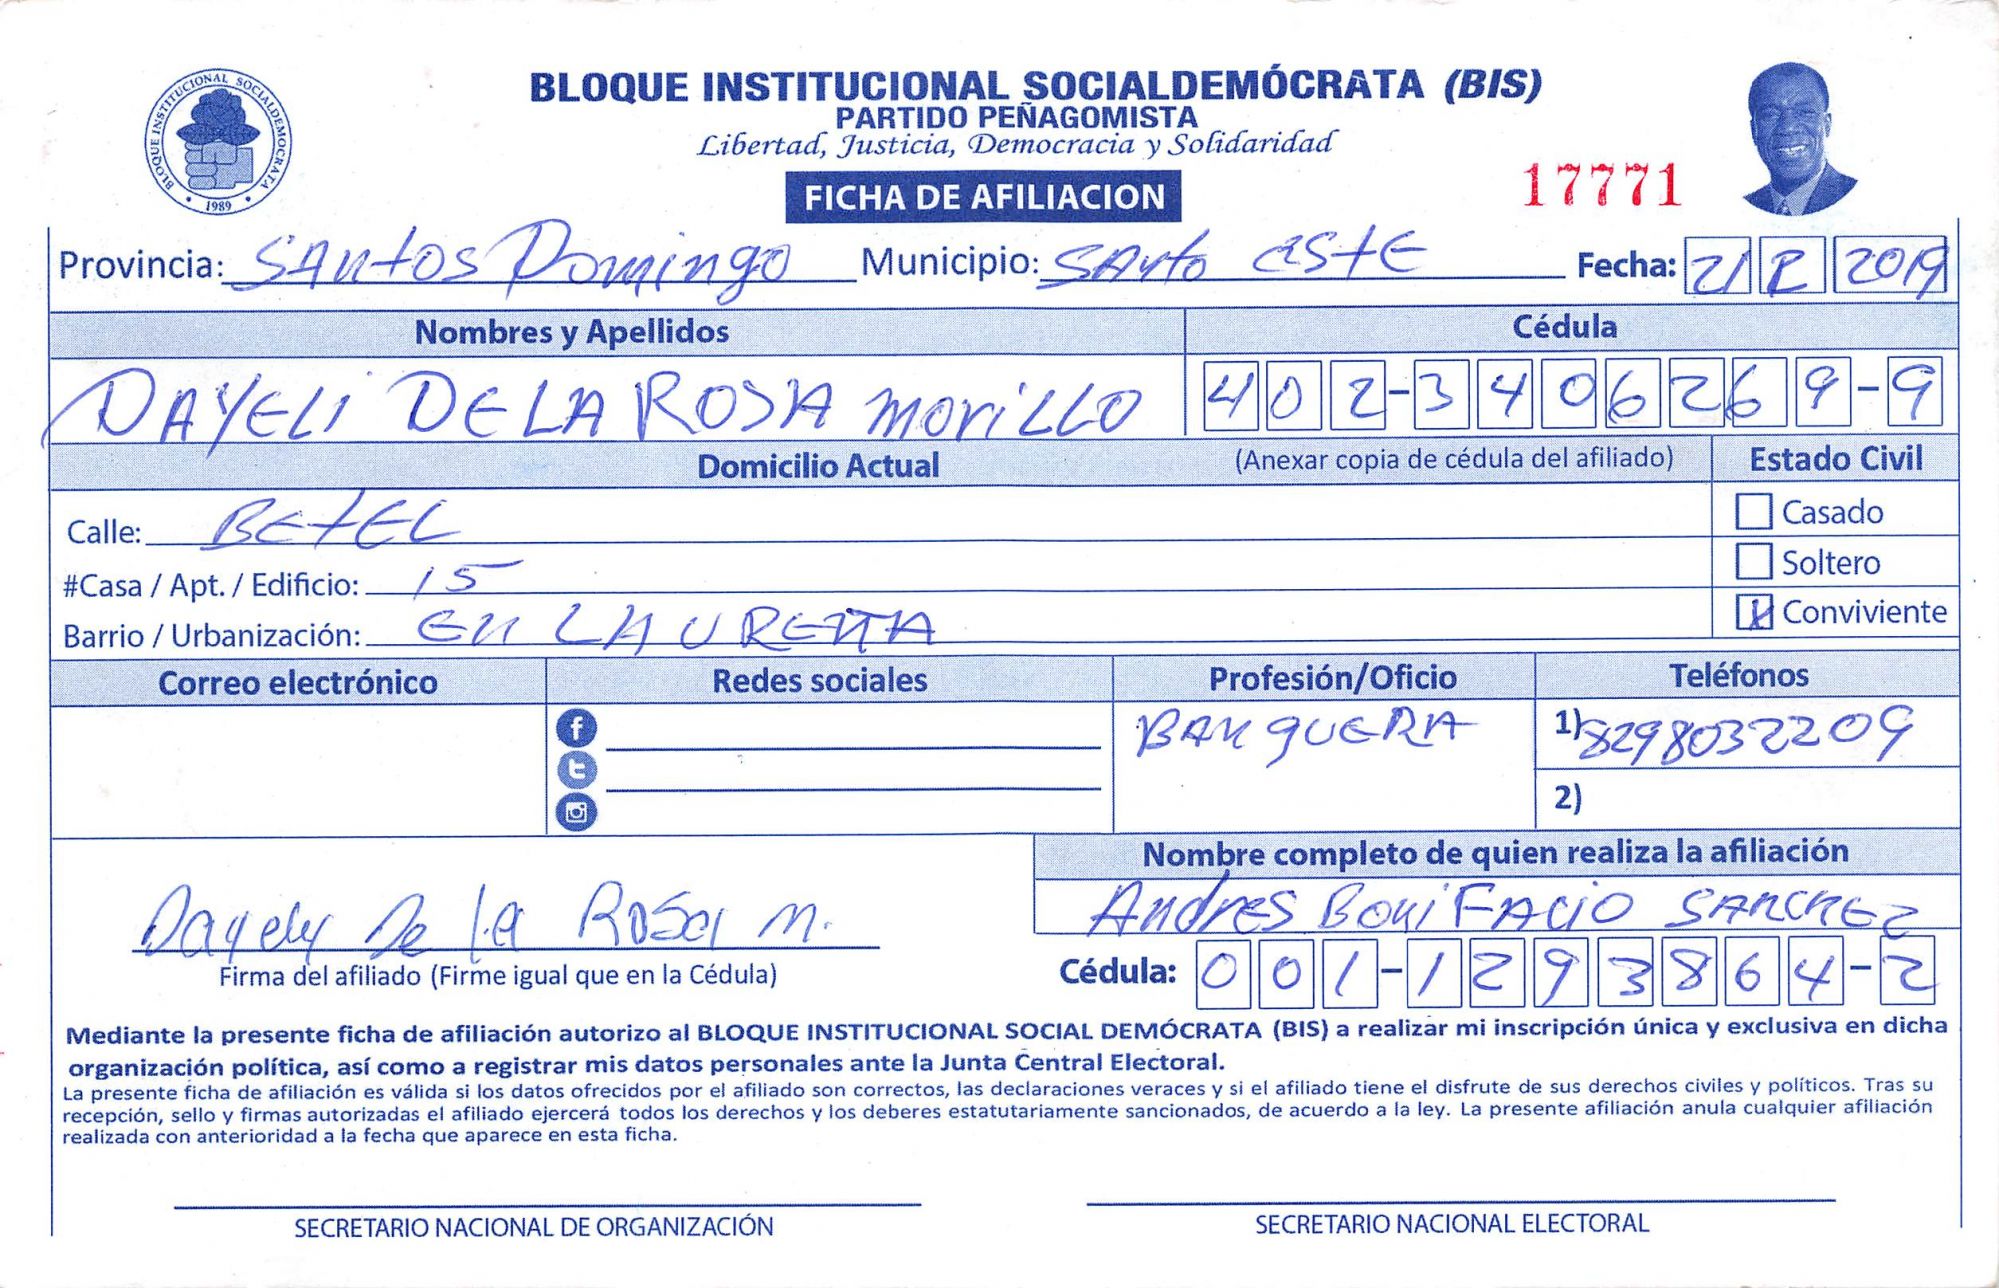 BLOQUE INSTITUCIONAL SOCIALDEMOCRATA
1989
BLOQUE INSTITUCIONAL SOCIALDEMÓCRATA (BIS)
PARTIDO PEÑAGOMISTA
Libertad, Justicia, Democracia y Solidaridad
FICHA DE AFILIACION
17771
Provincia: SANTOS DOMINGO Municipio: SANTO ESTE Fecha: 21 2 2019
Nombres y Apellidos Cédula
DAYELI DE LA ROSA MORILLO 402-3406269-9
Domicilio Actual (Anexar copia de cédula del afiliado) Estado Civil
Calle: BETEL Casado
#Casa / Apt. / Edificio: 15 Soltero
Barrio / Urbanización: EN LA URENA Conviviente
Correo electrónico Redes sociales Profesión/Oficio Teléfonos
BANQUERA 1) 8298032209
2)
Nombre completo de quien realiza la afiliación
Andres BONIFACIO SANCHEZ
Dayely De la Rosa M.
Firma del afiliado (Firme igual que en la Cédula) Cédula: 001-1293864-2
Mediante la presente ficha de afiliación autorizo al BLOQUE INSTITUCIONAL SOCIAL DEMÓCRATA (BIS) a realizar mi inscripción única y exclusiva en dicha
organización política, así como a registrar mis datos personales ante la Junta Central Electoral.
La presente ficha de afiliación es válida si los datos ofrecidos por el afiliado son correctos, las declaraciones veraces y si el afiliado tiene el disfrute de sus derechos civiles y políticos. Tras su
recepción, sello y firmas autorizadas el afiliado ejercerá todos los derechos y los deberes estatutariamente sancionados, de acuerdo a la ley. La presente afiliación anula cualquier afiliación
realizada con anterioridad a la fecha que aparece en esta ficha.
SECRETARIO NACIONAL DE ORGANIZACIÓN SECRETARIO NACIONAL ELECTORAL